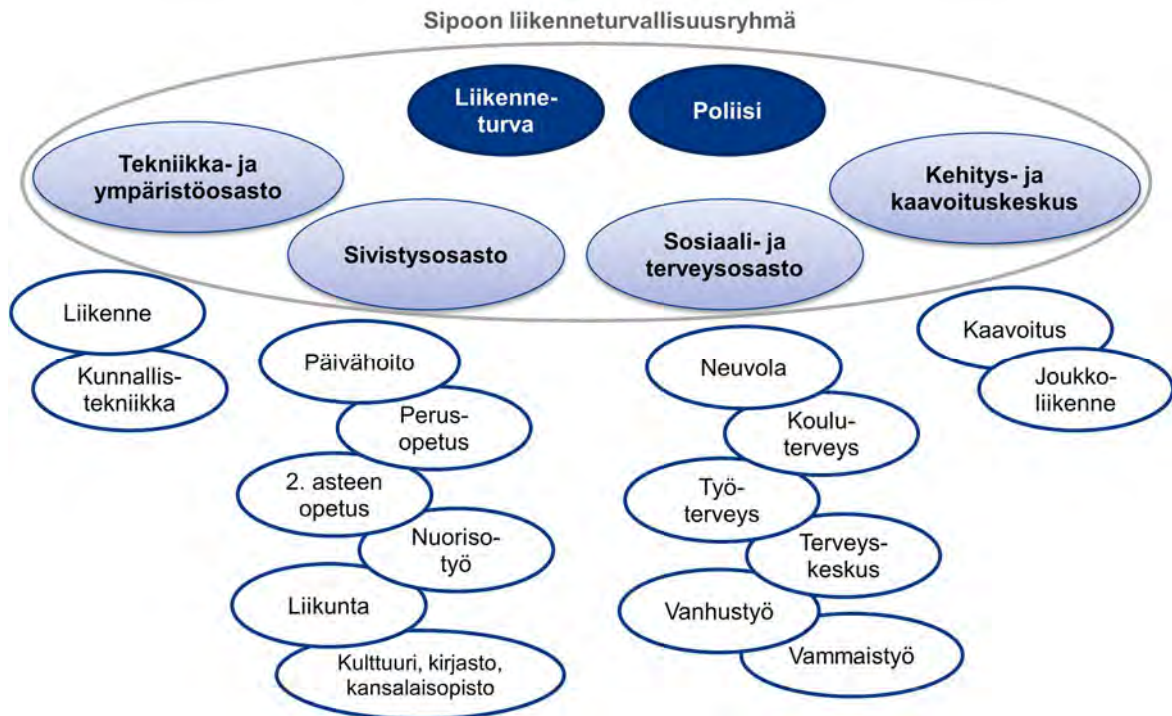 Sipoon liikenneturvallisuusryhmä
Liikenne-
turva
Poliisi
Tekniikka- ja
ympäristöosasto
Kehitys- ja
kaavoituskeskus
Sivistysosasto
Sosiaali- ja
terveysosasto
Liikenne
Kunnallis-
tekniikka
Päivähoito
Perus-
opetus
2. asteen
opetus
Nuoriso-
työ
Liikunta
Kulttuuri, kirjasto,
kansalaisopisto
Neuvola
Koulu-
terveys
Työ-
terveys
Terveys-
keskus
Vanhustyö
Vammaistyö
Kaavoitus
Joukko-
liikenne